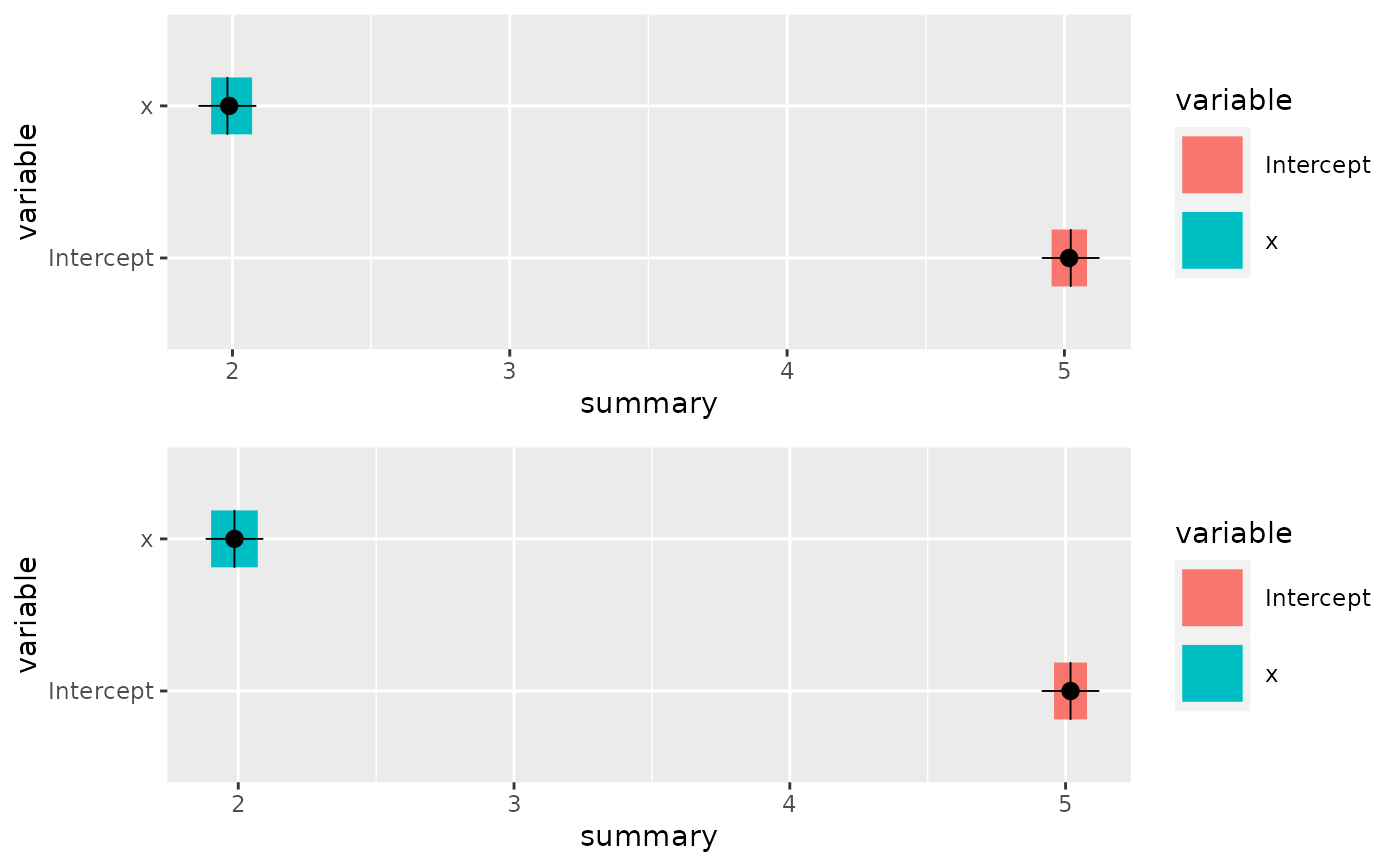 variable
x
Intercept
2 3 4 5
summary
variable
Intercept
x
variable
x
Intercept
2 3 4 5
summary
variable
Intercept
x